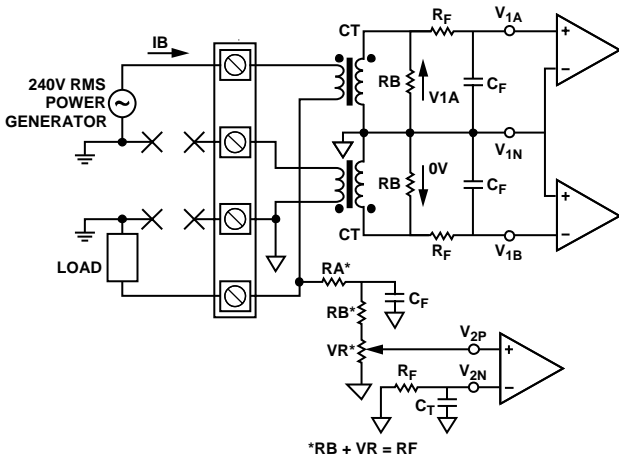 CT
RF
V1A
IB
+
−
240V RMS
POWER
GENERATOR
~
RB
V1A
CF
−
V1N
RB
0V
CF
+
−
CT
RF
V1B
LOAD
RA*
CF
RB*
VR*
V2P
+
RF
V2N
−
CT
*RB + VR = RF